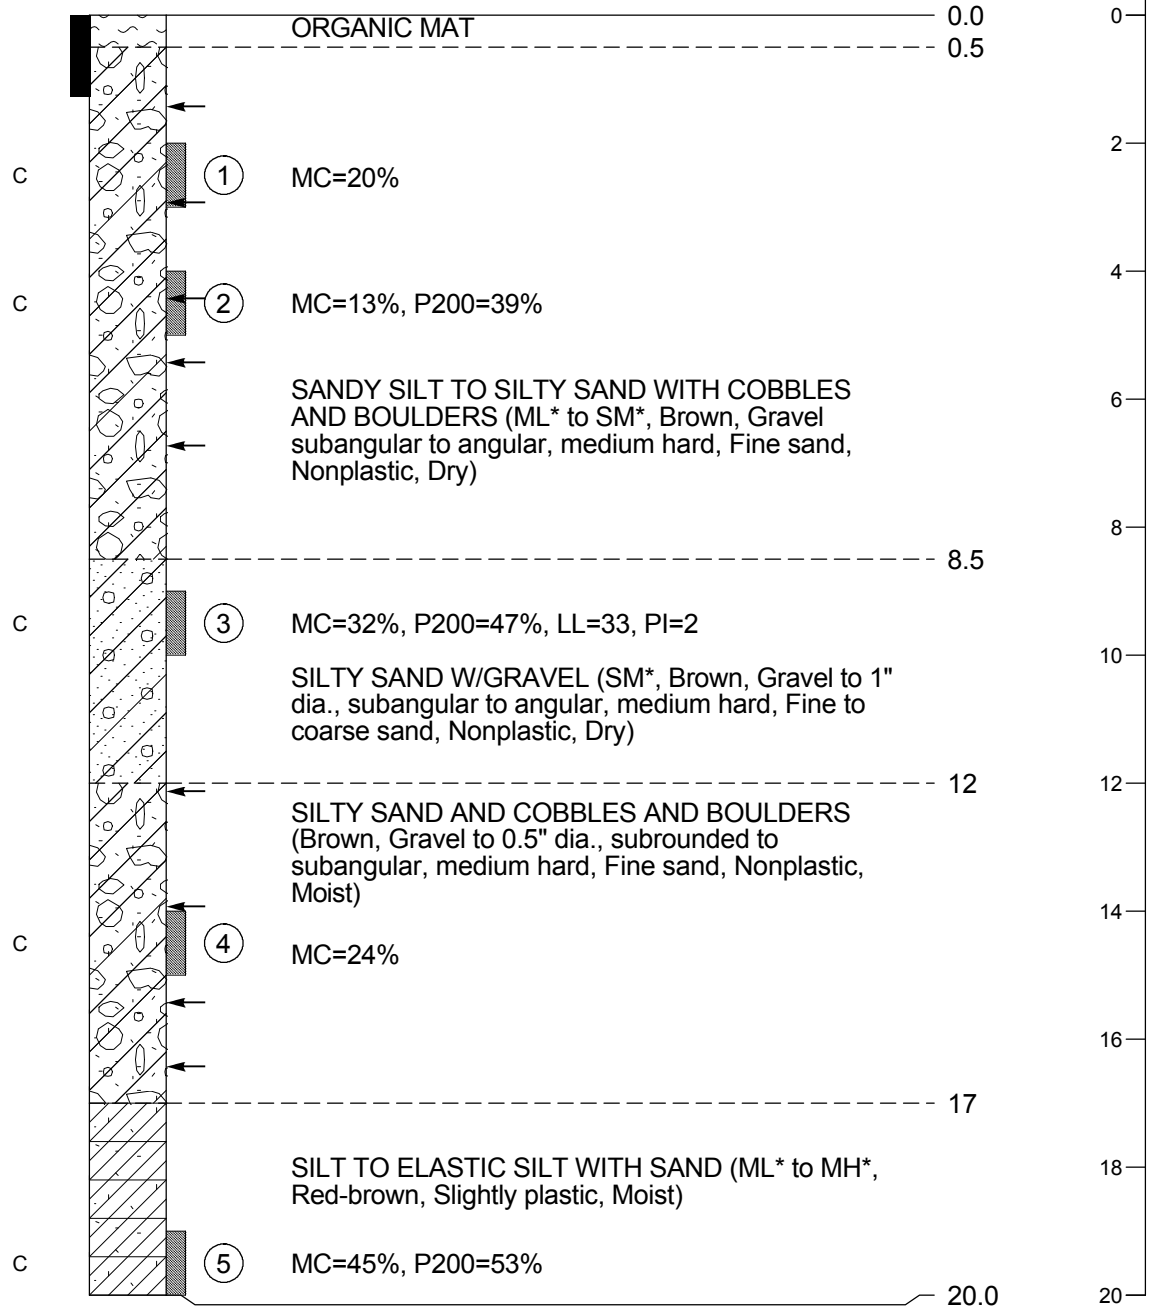 ORGANIC MAT 0.0 0
0.5
2
C 1 MC=20%
4
C 2 MC=13%, P200=39%
SANDY SILT TO SILTY SAND WITH COBBLES
6
AND BOULDERS (ML* to SM*, Brown, Gravel
subangular to angular, medium hard, Fine sand,
Nonplastic, Dry)
8
8.5
C 3 MC=32%, P200=47%, LL=33, PI=2
10
SILTY SAND W/GRAVEL (SM*, Brown, Gravel to 1"
dia., subangular to angular, medium hard, Fine to
coarse sand, Nonplastic, Dry)
12 12
SILTY SAND AND COBBLES AND BOULDERS
(Brown, Gravel to 0.5" dia., subrounded to
subangular, medium hard, Fine sand, Nonplastic,
Moist)
14
C 4 MC=24%
16
17
SILT TO ELASTIC SILT WITH SAND (ML* to MH*,
18
Red-brown, Slightly plastic, Moist)
C 5 MC=45%, P200=53%
20.0 20